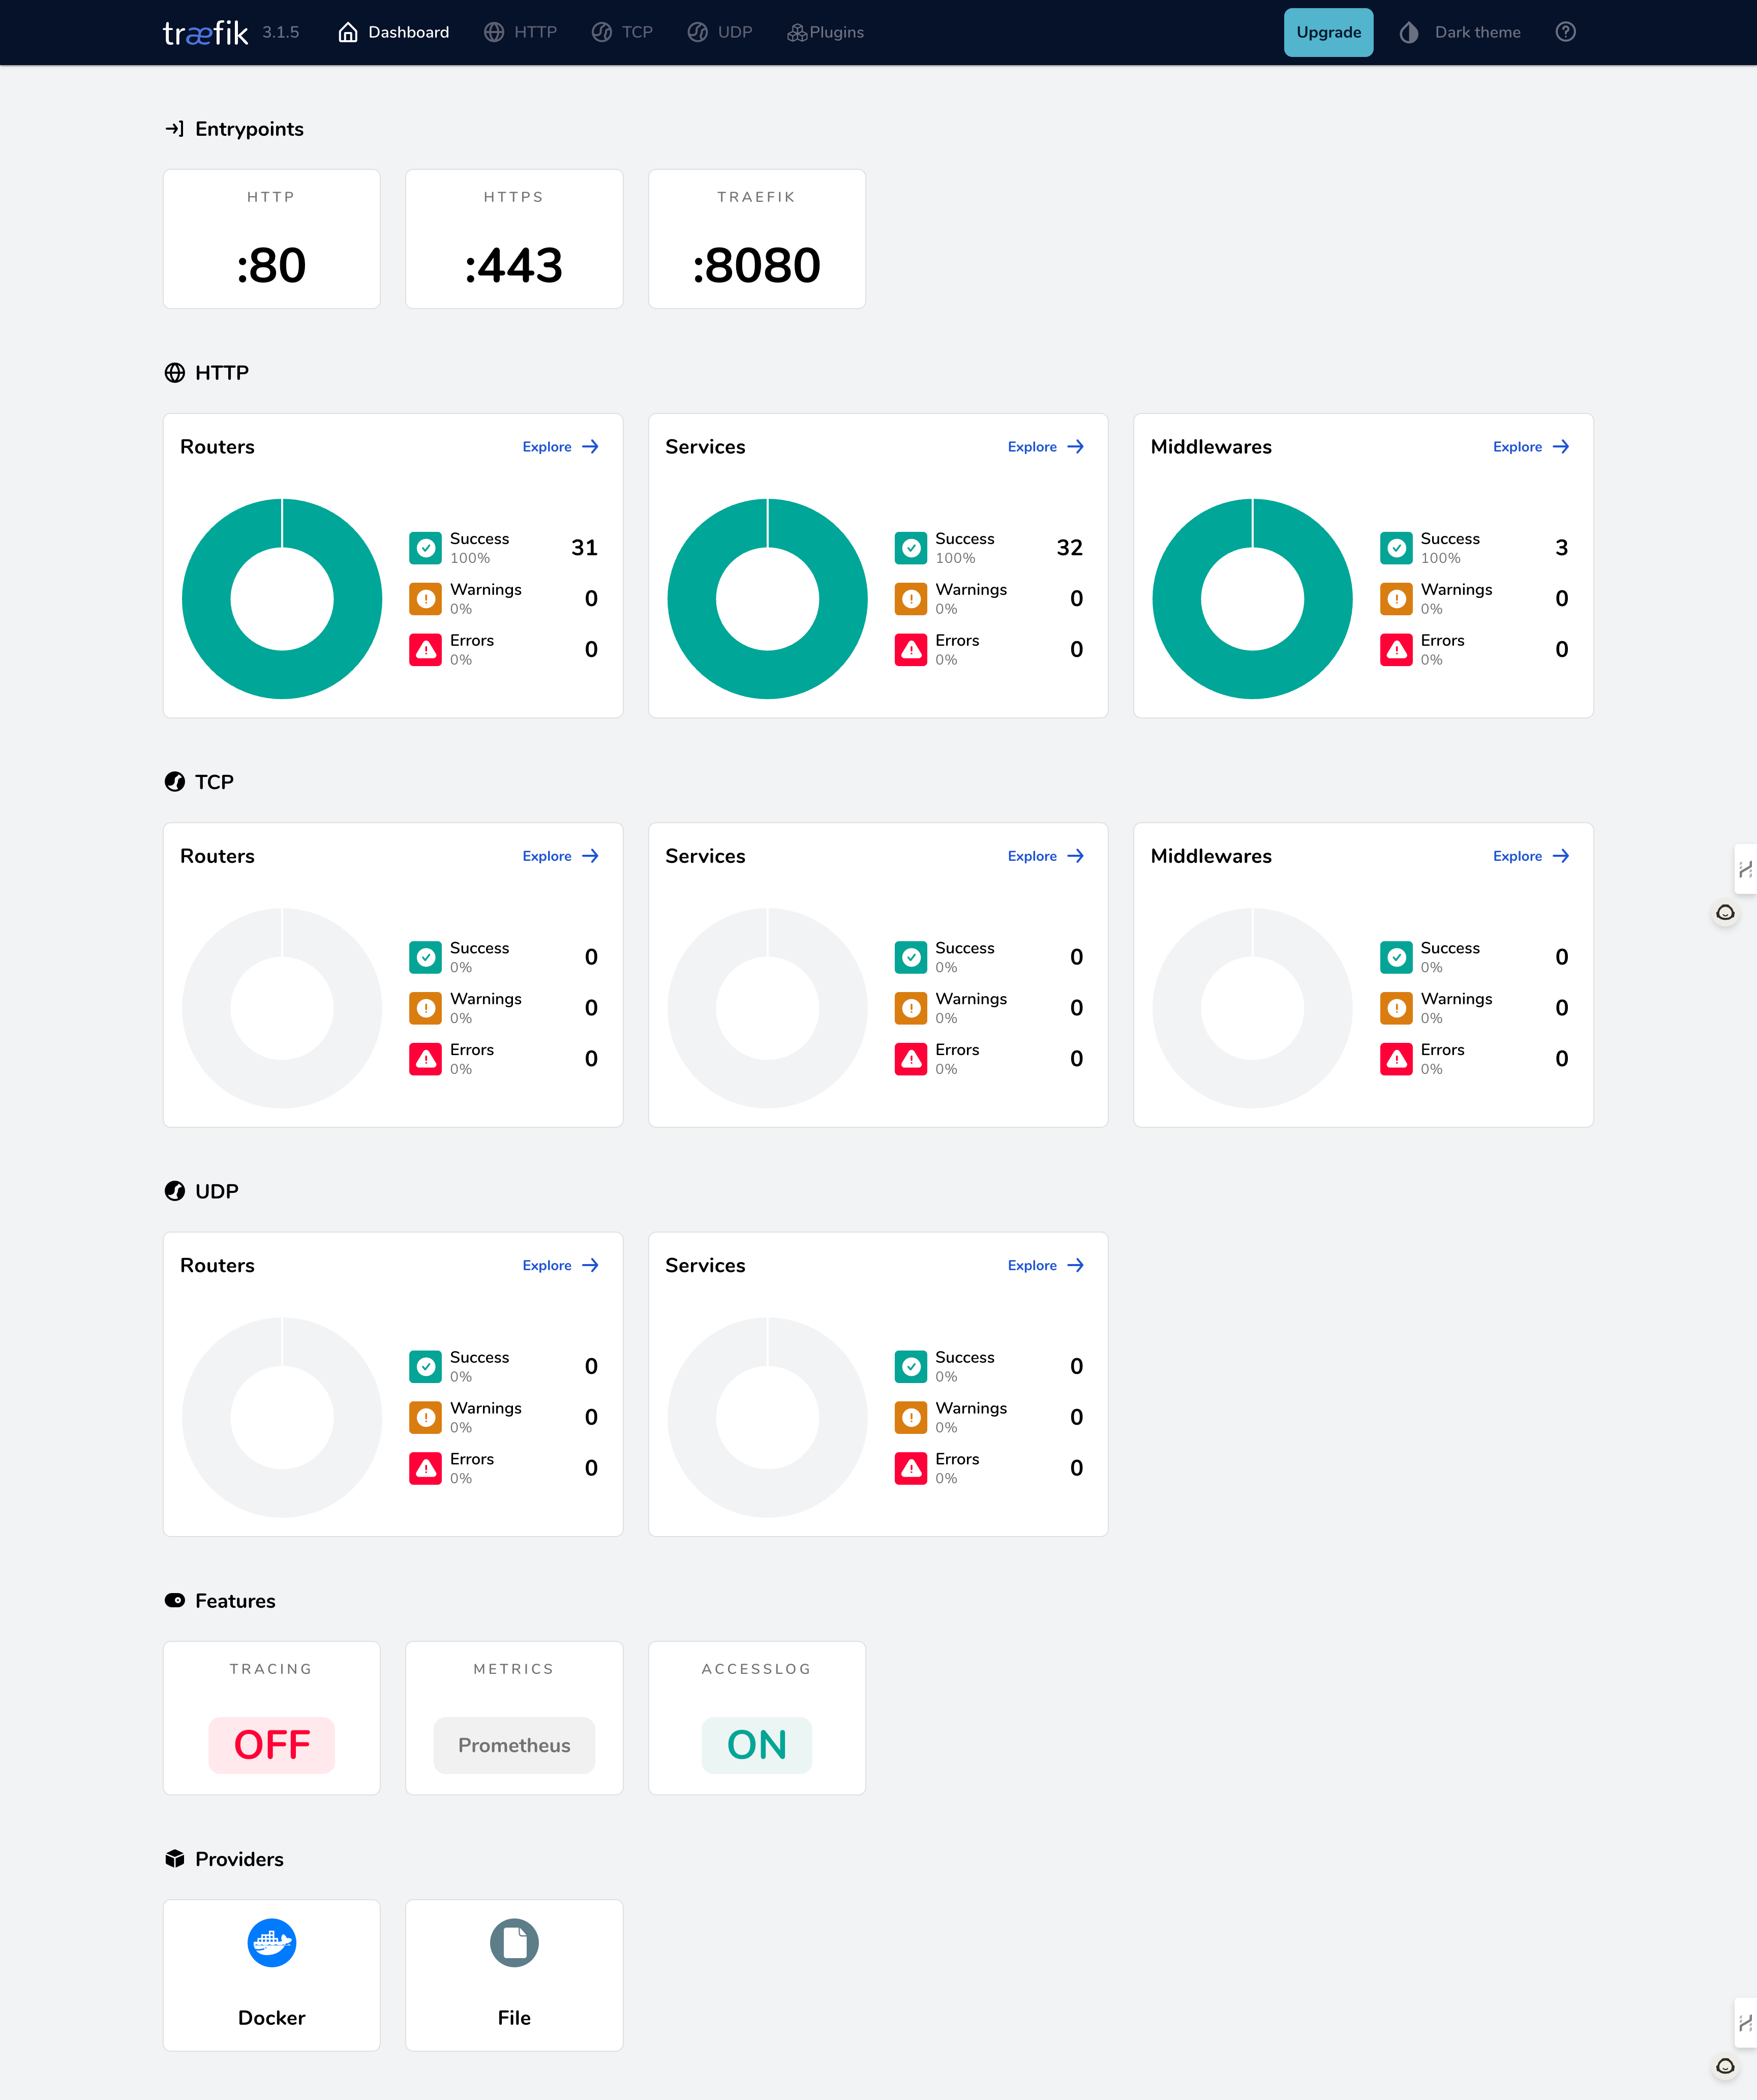 træfik 3.1.5 Dashboard HTTP TCP UDP Plugins Upgrade Dark theme
Entrypoints
HTTP HTTPS TRAEFIK
:80 :443 :8080
HTTP
Routers Explore Services Explore Middlewares Explore
Success 31 Success 32 Success 3
100% 100% 100%
Warnings 0 Warnings 0 Warnings 0
0% 0% 0%
Errors 0 Errors 0 Errors 0
0% 0% 0%
TCP
Routers Explore Services Explore Middlewares Explore
Success 0 Success 0 Success 0
0% 0% 0%
Warnings 0 Warnings 0 Warnings 0
0% 0% 0%
Errors 0 Errors 0 Errors 0
0% 0% 0%
UDP
Routers Explore Services Explore
Success 0 Success 0
0% 0%
Warnings 0 Warnings 0
0% 0%
Errors 0 Errors 0
0% 0%
Features
TRACING METRICS ACCESSLOG
OFF Prometheus ON
Providers
Docker File